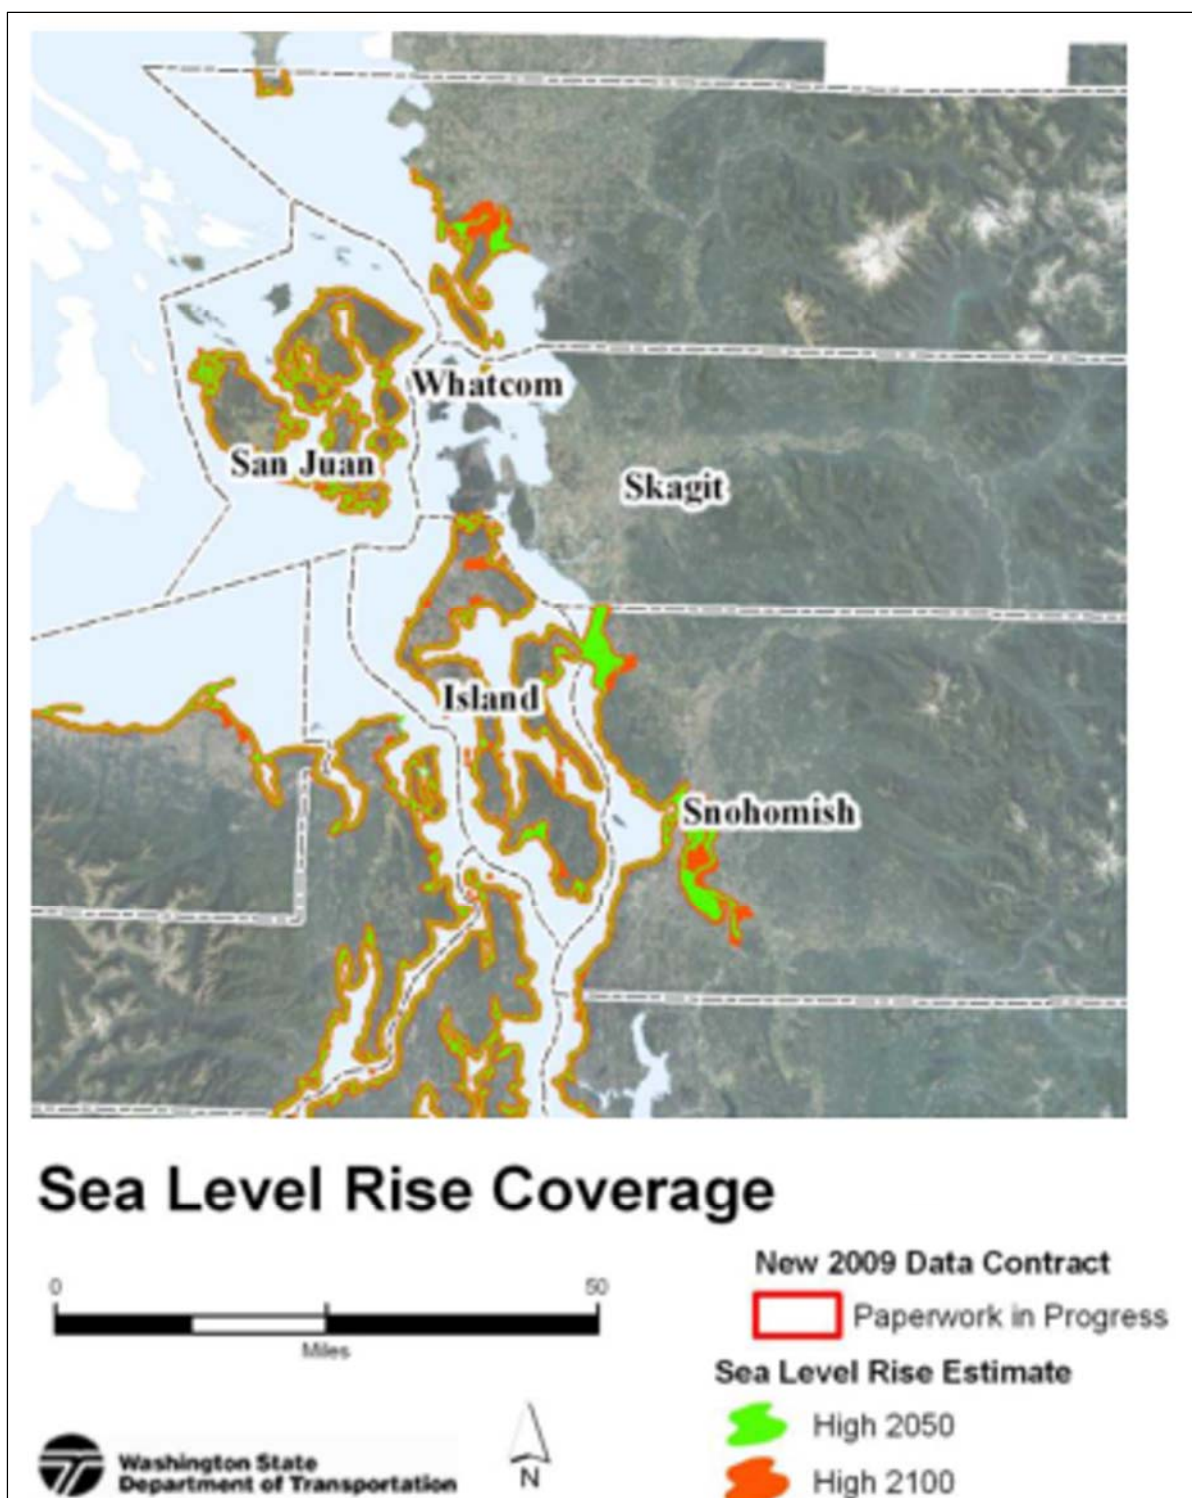 Whatcom
San Juan
Skagit
Island
Snohomish
Sea Level Rise Coverage
0 50
Miles
New 2009 Data Contract
Paperwork in Progress
Sea Level Rise Estimate
High 2050
High 2100
Washington State
Department of Transportation
N